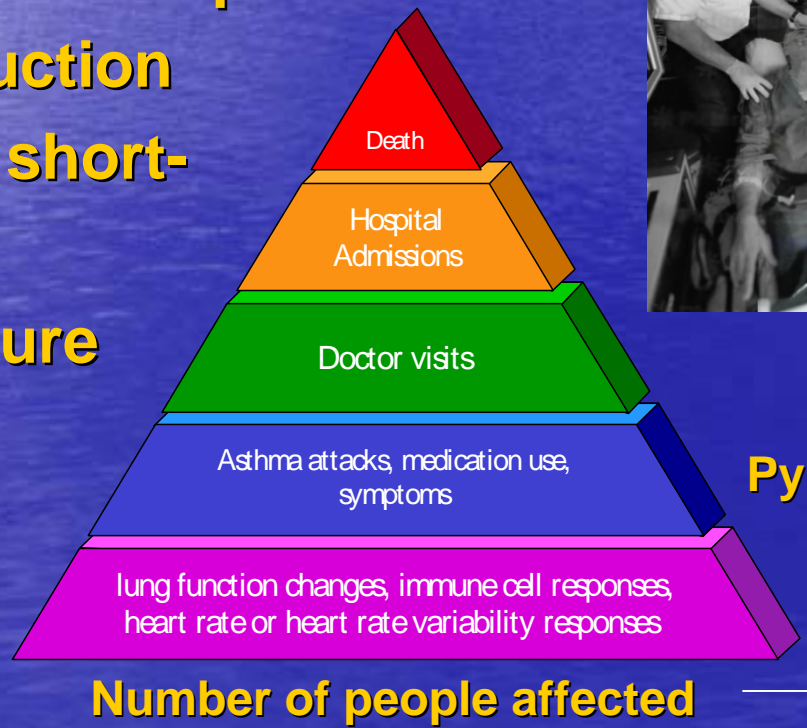 uction
short-
ure
Death
Hospital
Admissions
Doctor visits
Asthma attacks, medication use,
symptoms
Py
lung function changes, immune cell responses,
heart rate or heart rate variability responses
Number of people affected